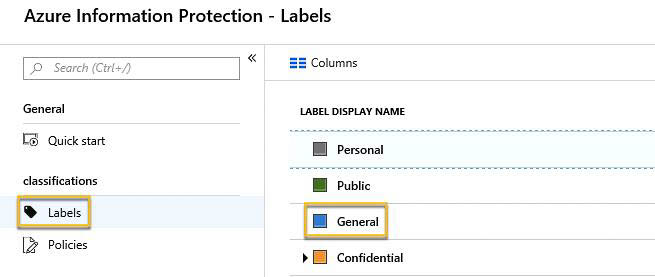 Azure Information Protection - Labels
Search (Ctrl+/)
«
General
Quick start
classifications
Labels
Policies
Columns
LABEL DISPLAY NAME
Personal
Public
General
Confidential